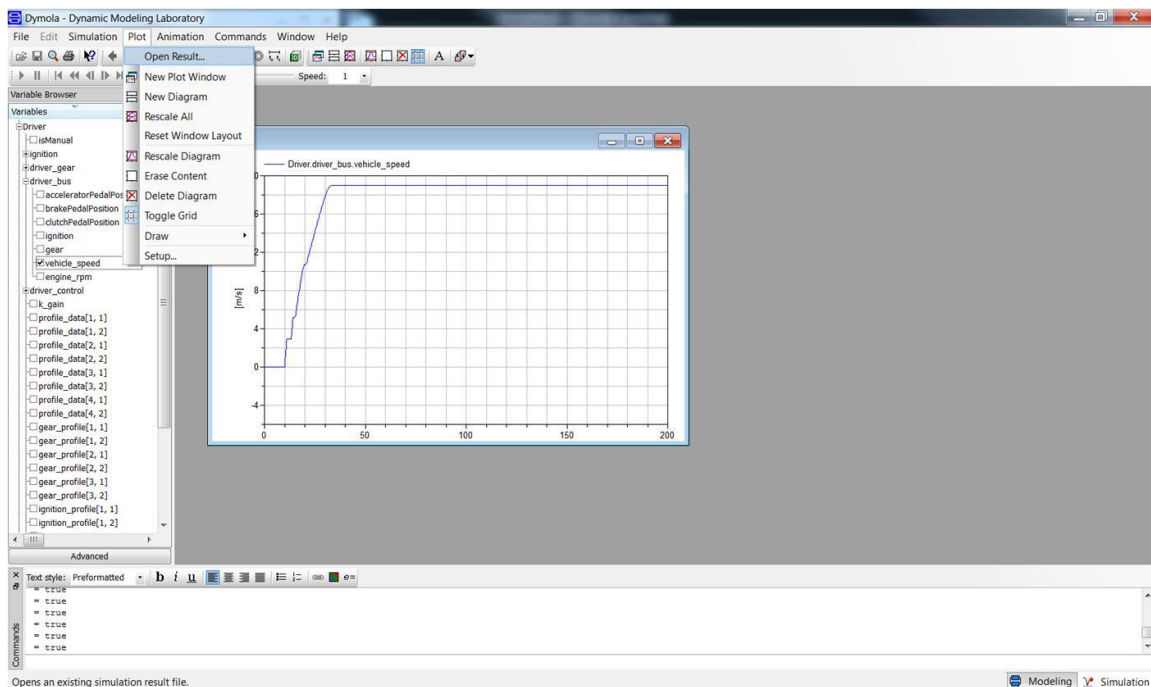 Dymola - Dynamic Modeling Laboratory
File Edit Simulation Plot Animation Commands Window Help
Speed: 1
Open Result...
New Plot Window
New Diagram
Rescale All
Reset Window Layout
Rescale Diagram
Erase Content
Delete Diagram
Toggle Grid
Draw
Setup...
Variable Browser
Variables
Driver
isManual
ignition
driver_gear
driver_bus
acceleratorPedalPos
brakePedalPosition
clutchPedalPosition
ignition
gear
vehicle_speed
engine_rpm
driver_control
k_gain
profile_data[1, 1]
profile_data[1, 2]
profile_data[2, 1]
profile_data[2, 2]
profile_data[3, 1]
profile_data[3, 2]
profile_data[4, 1]
profile_data[4, 2]
gear_profile[1, 1]
gear_profile[1, 2]
gear_profile[2, 1]
gear_profile[2, 2]
gear_profile[3, 1]
gear_profile[3, 2]
ignition_profile[1, 1]
ignition_profile[1, 2]
Advanced
Driver.driver_bus.vehicle_speed
0
6
2
8
4
0
-4
[m/s]
0 50 100 150 200
Text style: Preformatted b i u e=
= true
= true
= true
= true
= true
= true
Commands
Opens an existing simulation result file.
Modeling Simulation